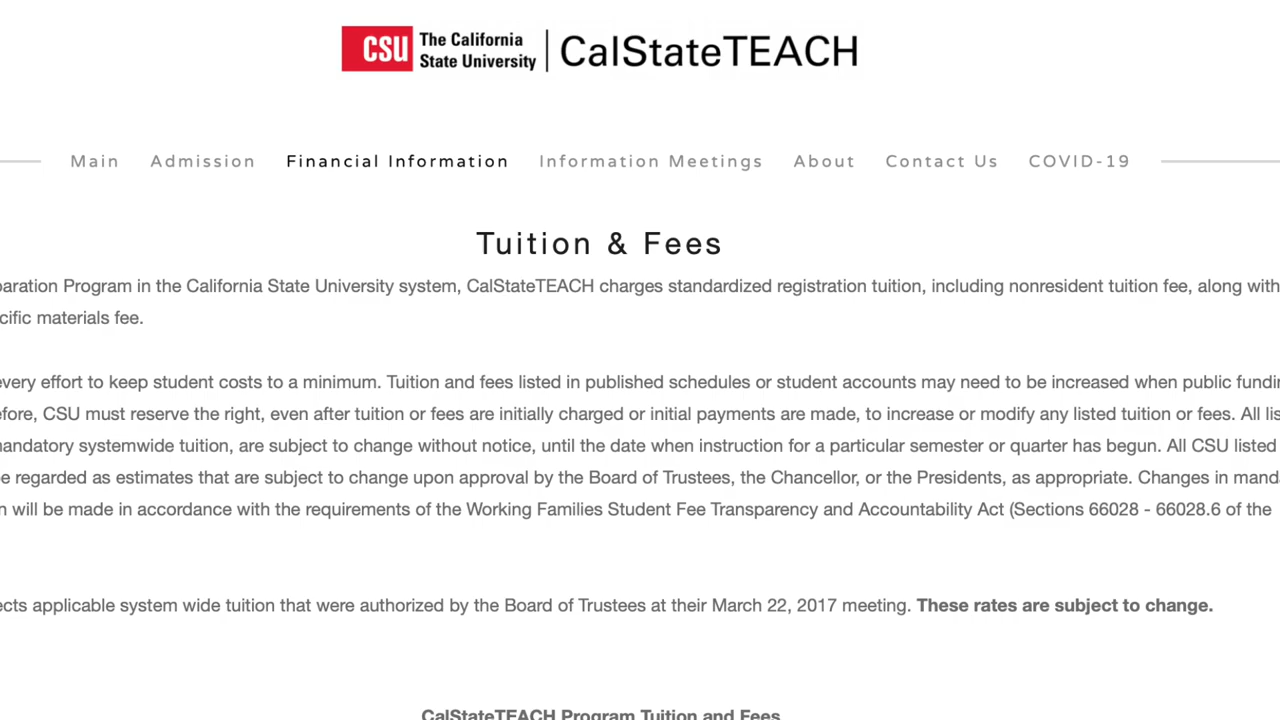 CSU The California State University | CalStateTEACH
Main Admission Financial Information Information Meetings About Contact Us COVID-19
Tuition & Fees
paration Program in the California State University system, CalStateTEACH charges standardized registration tuition, including nonresident tuition fee, along with
cific materials fee.
every effort to keep student costs to a minimum. Tuition and fees listed in published schedules or student accounts may need to be increased when public fundin
efore, CSU must reserve the right, even after tuition or fees are initially charged or initial payments are made, to increase or modify any listed tuition or fees. All lis
mandatory systemwide tuition, are subject to change without notice, until the date when instruction for a particular semester or quarter has begun. All CSU listed
e regarded as estimates that are subject to change upon approval by the Board of Trustees, the Chancellor, or the Presidents, as appropriate. Changes in manda
n will be made in accordance with the requirements of the Working Families Student Fee Transparency and Accountability Act (Sections 66028 - 66028.6 of the
ects applicable system wide tuition that were authorized by the Board of Trustees at their March 22, 2017 meeting. These rates are subject to change.
CalStateTEACH Program Tuition and Fees